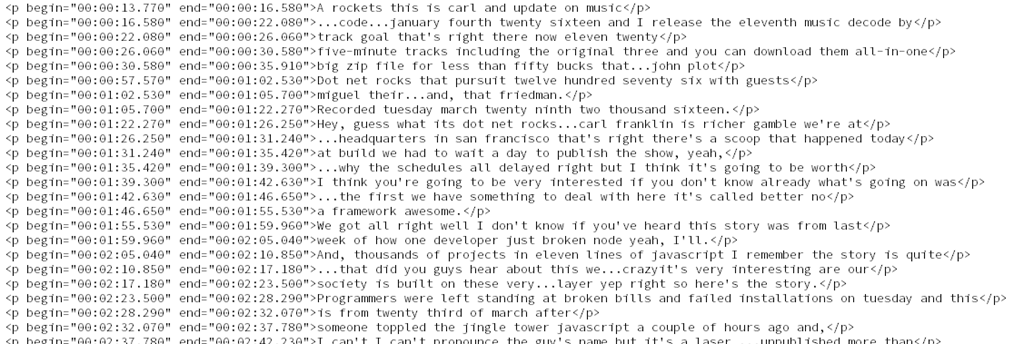 <p begin="00:00:13.770" end="00:00:16.580">A rockets this is carl and update on music</p>
<p begin="00:00:16.580" end="00:00:22.080">...code...january fourth twenty sixteen and I release the eleventh music decode by</p>
<p begin="00:00:22.080" end="00:00:26.060">track goal that's right there now eleven twenty</p>
<p begin="00:00:26.060" end="00:00:30.580">five-minute tracks including the original three and you can download them all-in-one</p>
<p begin="00:00:30.580" end="00:00:35.910">big zip file for less than fifty bucks that...john plot</p>
<p begin="00:00:57.570" end="00:01:02.530">Dot net rocks that pursuit twelve hundred seventy six with guests</p>
<p begin="00:01:02.530" end="00:01:05.700">miguel their...and, that friedman.</p>
<p begin="00:01:05.700" end="00:01:22.270">Recorded tuesday march twenty ninth two thousand sixteen.</p>
<p begin="00:01:22.270" end="00:01:26.250">Hey, guess what its dot net rocks...carl franklin is richer gamble we're at</p>
<p begin="00:01:26.250" end="00:01:31.240">...headquarters in san francisco that's right there's a scoop that happened today</p>
<p begin="00:01:31.240" end="00:01:35.420">at build we had to wait a day to publish the show, yeah,</p>
<p begin="00:01:35.420" end="00:01:39.300">...why the schedules all delayed right but I think it's going to be worth</p>
<p begin="00:01:39.300" end="00:01:42.630">I think you're going to be very interested if you don't know already what's going on was</p>
<p begin="00:01:42.630" end="00:01:46.650">...the first we have something to deal with here it's called better no</p>
<p begin="00:01:46.650" end="00:01:55.530">a framework awesome.</p>
<p begin="00:01:55.530" end="00:01:59.960">We got all right well I don't know if you've heard this story was from last</p>
<p begin="00:01:59.960" end="00:02:05.040">week of how one developer just broken node yeah, I'll.</p>
<p begin="00:02:05.040" end="00:02:10.850">And, thousands of projects in eleven lines of javascript I remember the story is quite</p>
<p begin="00:02:10.850" end="00:02:17.180">...that did you guys hear about this we...crazyit's very interesting are our</p>
<p begin="00:02:17.180" end="00:02:23.500">society is built on these very...layer yep right so here's the story.</p>
<p begin="00:02:23.500" end="00:02:28.290">Programmers were left standing at broken bills and failed installations on tuesday and this</p>
<p begin="00:02:28.290" end="00:02:32.070">is from twenty third of march after</p>
<p begin="00:02:32.070" end="00:02:37.780">someone toppled the jingle tower javascript a couple of hours ago and,</p>
<p begin="00:02:37.780" end="00:02:42.230">I can't I can't pronounce the guy's name but it's a laser ...unpublished more than</p>